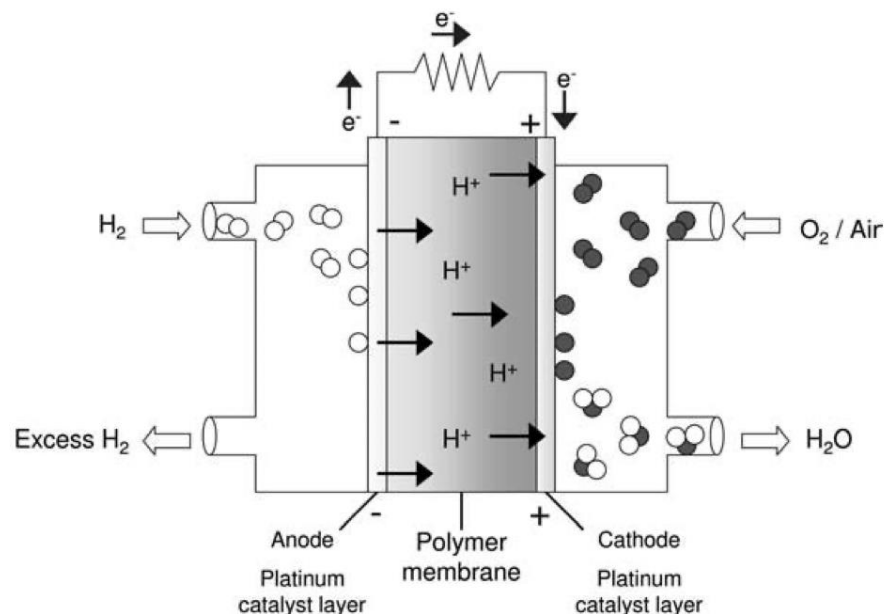 e⁻
e⁻
e⁻
-
+
H⁺
H₂
O₂ / Air
H⁺
H⁺
H⁺
Excess H₂
H₂O
-
+
Anode
Polymer
membrane
Cathode
Platinum
catalyst layer
Platinum
catalyst layer